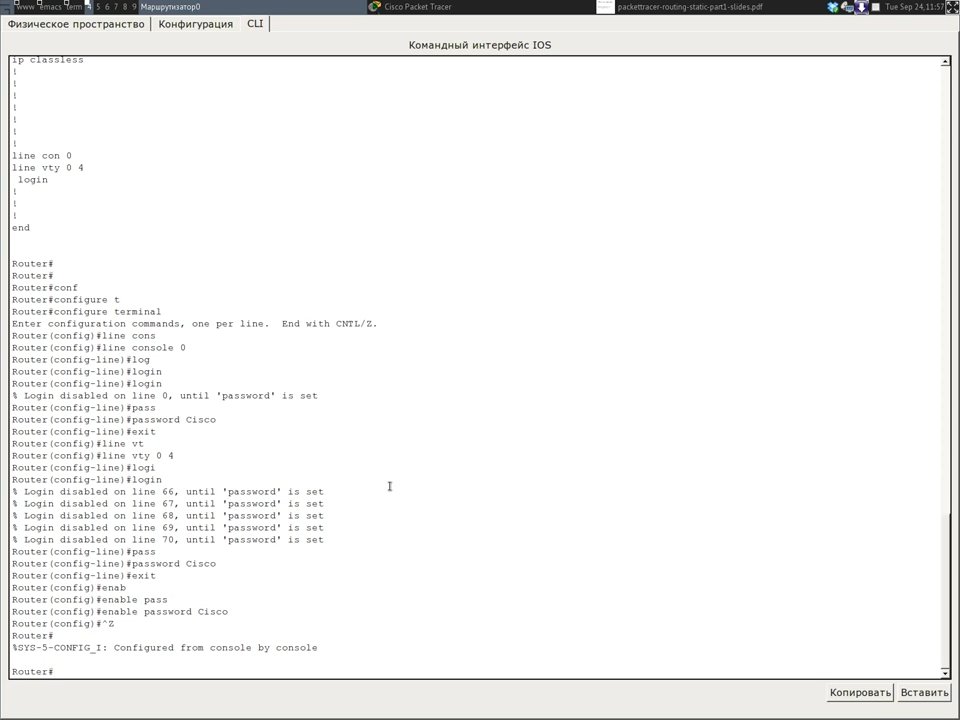 www emacs term 4 5 6 7 8 9 Маршрутизатор0 Cisco Packet Tracer packettracer-routing-static-part1-slides.pdf Tue Sep 24, 11:57
Физическое пространство Конфигурация CLI
Командный интерфейс IOS
ip classless
!
!
!
!
!
!
!
line con 0
line vty 0 4
 login
!
!
!
end
Router#
Router#
Router#conf
Router#configure t
Router#configure terminal
Enter configuration commands, one per line.  End with CNTL/Z.
Router(config)#line cons
Router(config)#line console 0
Router(config-line)#log
Router(config-line)#login
Router(config-line)#login
% Login disabled on line 0, until 'password' is set
Router(config-line)#pass
Router(config-line)#password Cisco
Router(config-line)#exit
Router(config)#line vt
Router(config)#line vty 0 4
Router(config-line)#logi
Router(config-line)#login
% Login disabled on line 66, until 'password' is set
% Login disabled on line 67, until 'password' is set
% Login disabled on line 68, until 'password' is set
% Login disabled on line 69, until 'password' is set
% Login disabled on line 70, until 'password' is set
Router(config-line)#pass
Router(config-line)#password Cisco
Router(config-line)#exit
Router(config)#enab
Router(config)#enable pass
Router(config)#enable password Cisco
Router(config)#^Z
Router#
%SYS-5-CONFIG_I: Configured from console by console
Router#
Копировать Вставить